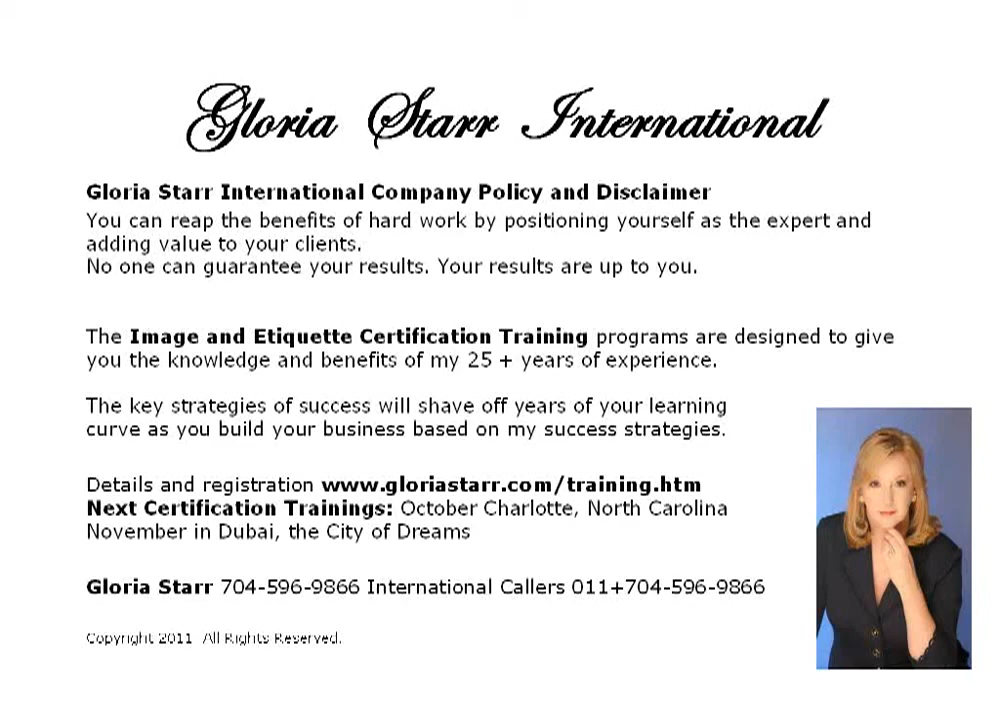 Gloria Starr International
Gloria Starr International Company Policy and Disclaimer
You can reap the benefits of hard work by positioning yourself as the expert and
adding value to your clients.
No one can guarantee your results. Your results are up to you.
The Image and Etiquette Certification Training programs are designed to give
you the knowledge and benefits of my 25 + years of experience.
The key strategies of success will shave off years of your learning
curve as you build your business based on my success strategies.
Details and registration www.gloriastarr.com/training.htm
Next Certification Trainings: October Charlotte, North Carolina
November in Dubai, the City of Dreams
Gloria Starr 704-596-9866 International Callers 011+704-596-9866
Copyright 2011 All Rights Reserved.